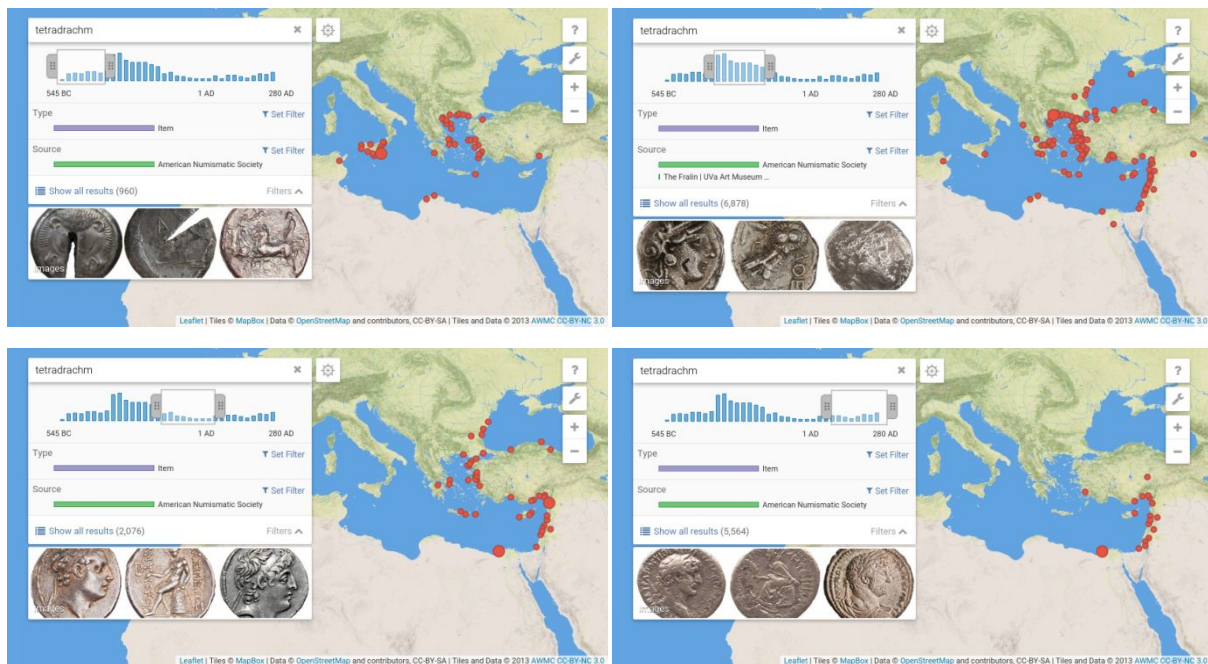 tetradrachm
545 BC 1 AD 280 AD
Type Set Filter
Item
Source Set Filter
American Numismatic Society
Show all results (960) Filters
Images
?
+
−
Leaflet | Tiles © MapBox | Data © OpenStreetMap and contributors, CC-BY-SA | Tiles and Data © 2013 AWMC CC-BY-NC 3.0
tetradrachm
545 BC 1 AD 280 AD
Type Set Filter
Item
Source Set Filter
American Numismatic Society
The Fralin | UVa Art Museum ...
Show all results (6,878) Filters
Images
?
+
−
Leaflet | Tiles © MapBox | Data © OpenStreetMap and contributors, CC-BY-SA | Tiles and Data © 2013 AWMC CC-BY-NC 3.0
tetradrachm
545 BC 1 AD 280 AD
Type Set Filter
Item
Source Set Filter
American Numismatic Society
Show all results (2,076) Filters
Images
?
+
−
Leaflet | Tiles © MapBox | Data © OpenStreetMap and contributors, CC-BY-SA | Tiles and Data © 2013 AWMC CC-BY-NC 3.0
tetradrachm
545 BC 1 AD 280 AD
Type Set Filter
Item
Source Set Filter
American Numismatic Society
Show all results (5,564) Filters
Images
?
+
−
Leaflet | Tiles © MapBox | Data © OpenStreetMap and contributors, CC-BY-SA | Tiles and Data © 2013 AWMC CC-BY-NC 3.0